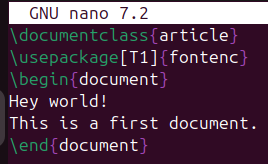 GNU nano 7.2
\documentclass{article}
\usepackage[T1]{fontenc}
\begin{document}
Hey world!
This is a first document.
\end{document}